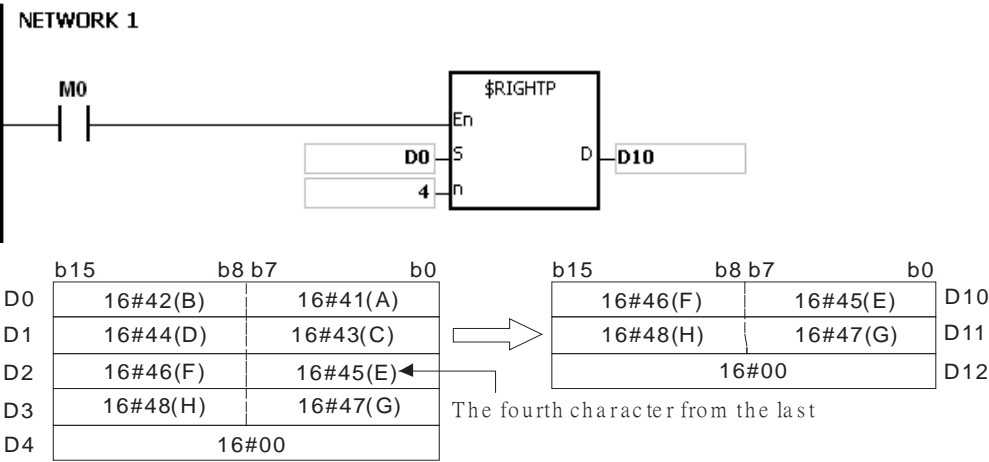 NETWORK 1
M0
$RIGHTP
En
D0 S D D10
4 n
b15 b8 b7 b0 b15 b8 b7 b0
D0 16#42(B) 16#41(A) 16#46(F) 16#45(E) D10
D1 16#44(D) 16#43(C) 16#48(H) 16#47(G) D11
D2 16#46(F) 16#45(E) 16#00 D12
D3 16#48(H) 16#47(G) The fourth character from the last
D4 16#00